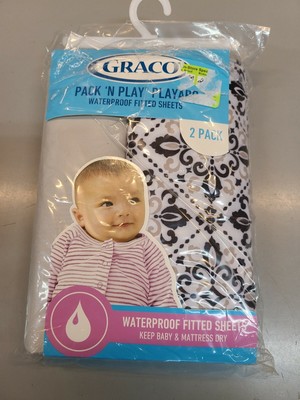 GRACO
PACK 'N PLAY PLAYARD
WATERPROOF FITTED SHEETS
2 PACK
WATERPROOF FITTED SHEETS
KEEP BABY & MATTRESS DRY